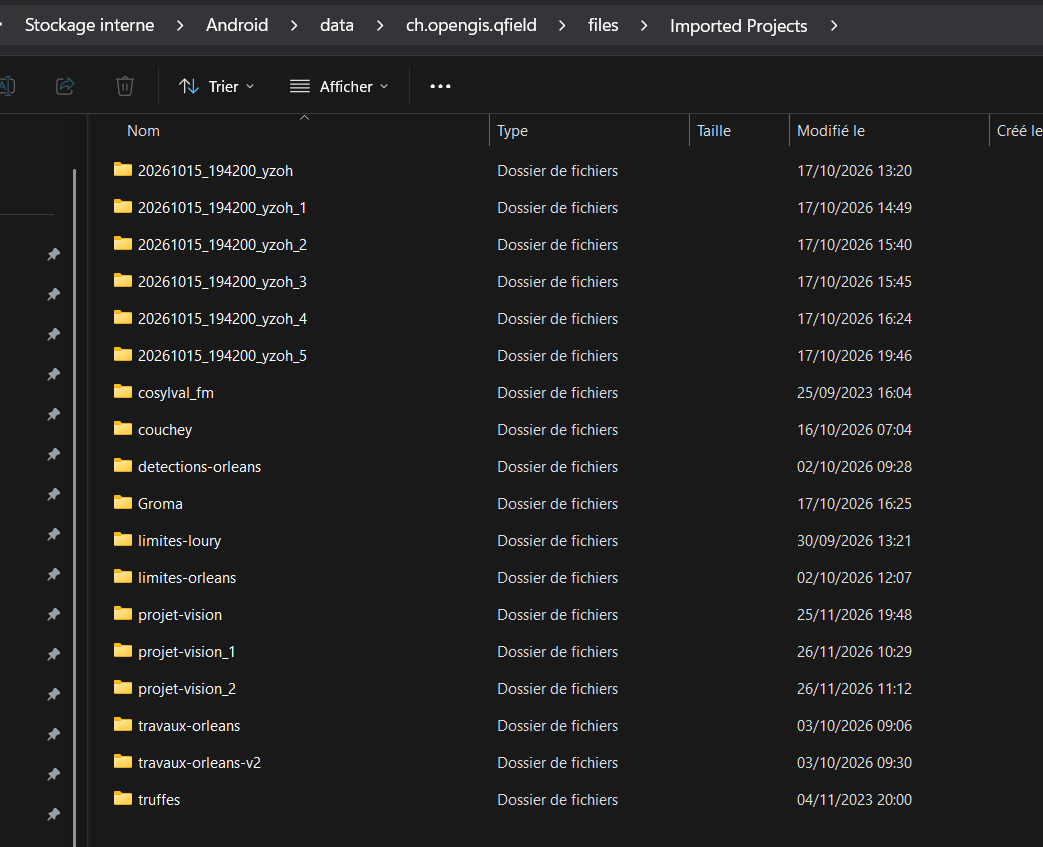 Stockage interne > Android > data > ch.opengis.qfield > files > Imported Projects >
Trier Afficher ...
Nom Type Taille Modifié le Créé le
20261015_194200_yzoh Dossier de fichiers 17/10/2026 13:20
20261015_194200_yzoh_1 Dossier de fichiers 17/10/2026 14:49
20261015_194200_yzoh_2 Dossier de fichiers 17/10/2026 15:40
20261015_194200_yzoh_3 Dossier de fichiers 17/10/2026 15:45
20261015_194200_yzoh_4 Dossier de fichiers 17/10/2026 16:24
20261015_194200_yzoh_5 Dossier de fichiers 17/10/2026 19:46
cosylval_fm Dossier de fichiers 25/09/2023 16:04
couchey Dossier de fichiers 16/10/2026 07:04
detections-orleans Dossier de fichiers 02/10/2026 09:28
Groma Dossier de fichiers 17/10/2026 16:25
limites-loury Dossier de fichiers 30/09/2026 13:21
limites-orleans Dossier de fichiers 02/10/2026 12:07
projet-vision Dossier de fichiers 25/11/2026 19:48
projet-vision_1 Dossier de fichiers 26/11/2026 10:29
projet-vision_2 Dossier de fichiers 26/11/2026 11:12
travaux-orleans Dossier de fichiers 03/10/2026 09:06
travaux-orleans-v2 Dossier de fichiers 03/10/2026 09:30
truffes Dossier de fichiers 04/11/2023 20:00